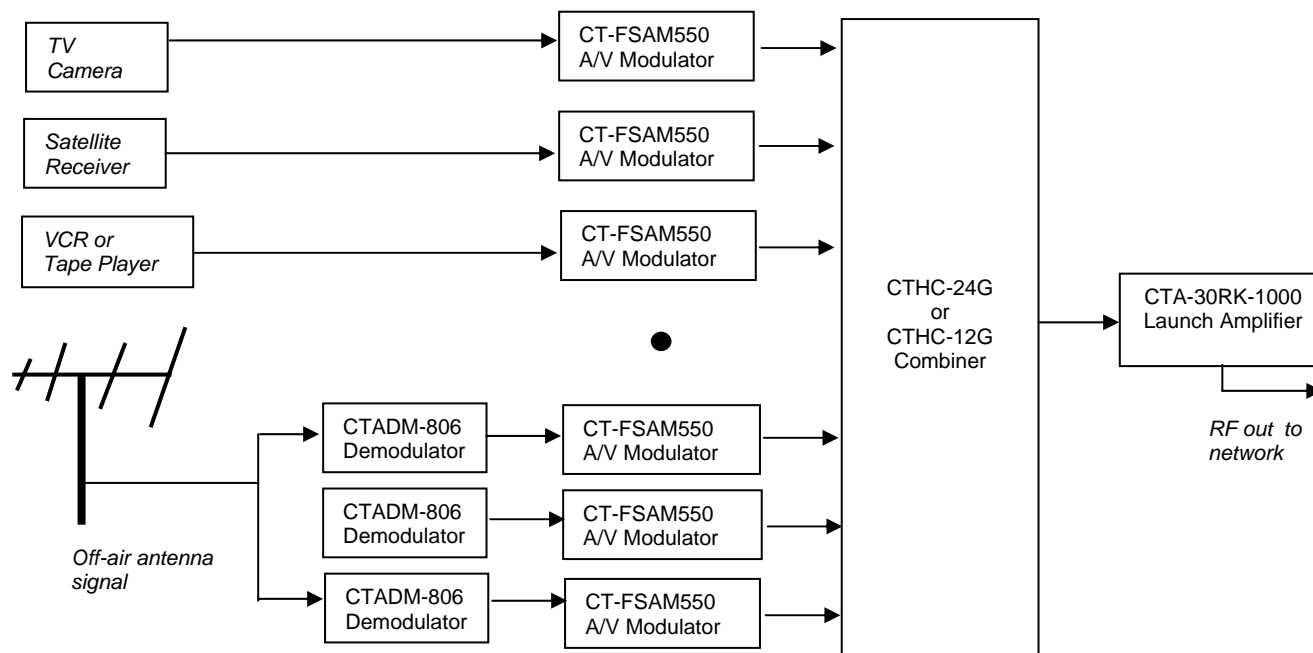 TV
Camera
CT-FSAM550
A/V Modulator
Satellite
Receiver
CT-FSAM550
A/V Modulator
VCR or
Tape Player
CT-FSAM550
A/V Modulator
CTHC-24G
or
CTHC-12G
Combiner
CTA-30RK-1000
Launch Amplifier
RF out to
network
CTADM-806
Demodulator
CT-FSAM550
A/V Modulator
CTADM-806
Demodulator
CT-FSAM550
A/V Modulator
Off-air antenna
signal
CTADM-806
Demodulator
CT-FSAM550
A/V Modulator